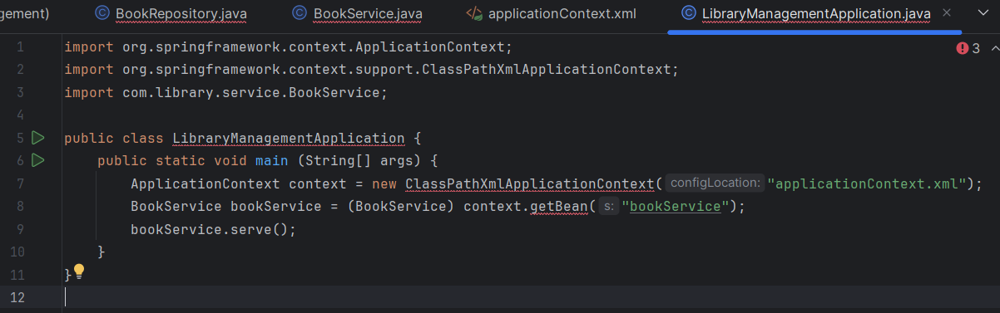 gement) BookRepository.java BookService.java applicationContext.xml LibraryManagementApplication.java
1 import org.springframework.context.ApplicationContext; 3
2 import org.springframework.context.support.ClassPathXmlApplicationContext;
3 import com.library.service.BookService;
4
5 public class LibraryManagementApplication {
6 public static void main (String[] args) {
7 ApplicationContext context = new ClassPathXmlApplicationContext( configLocation: "applicationContext.xml");
8 BookService bookService = (BookService) context.getBean( s: "bookService");
9 bookService.serve();
10 }
11 }
12